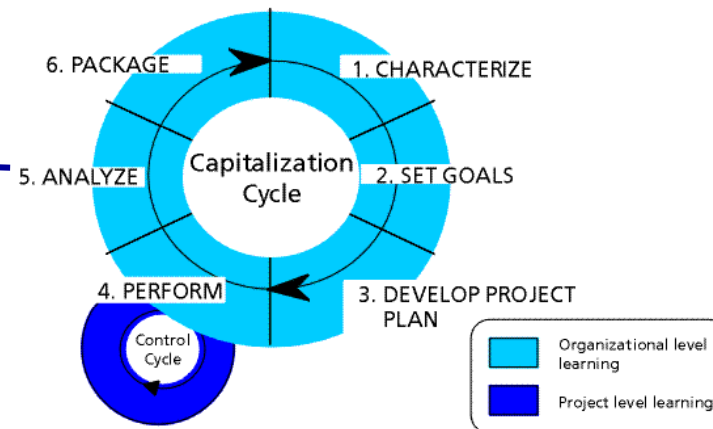 6. PACKAGE
1. CHARACTERIZE
5. ANALYZE
Capitalization
Cycle
2. SET GOALS
4. PERFORM
3. DEVELOP PROJECT
PLAN
Control
Cycle
Organizational level
learning
Project level learning